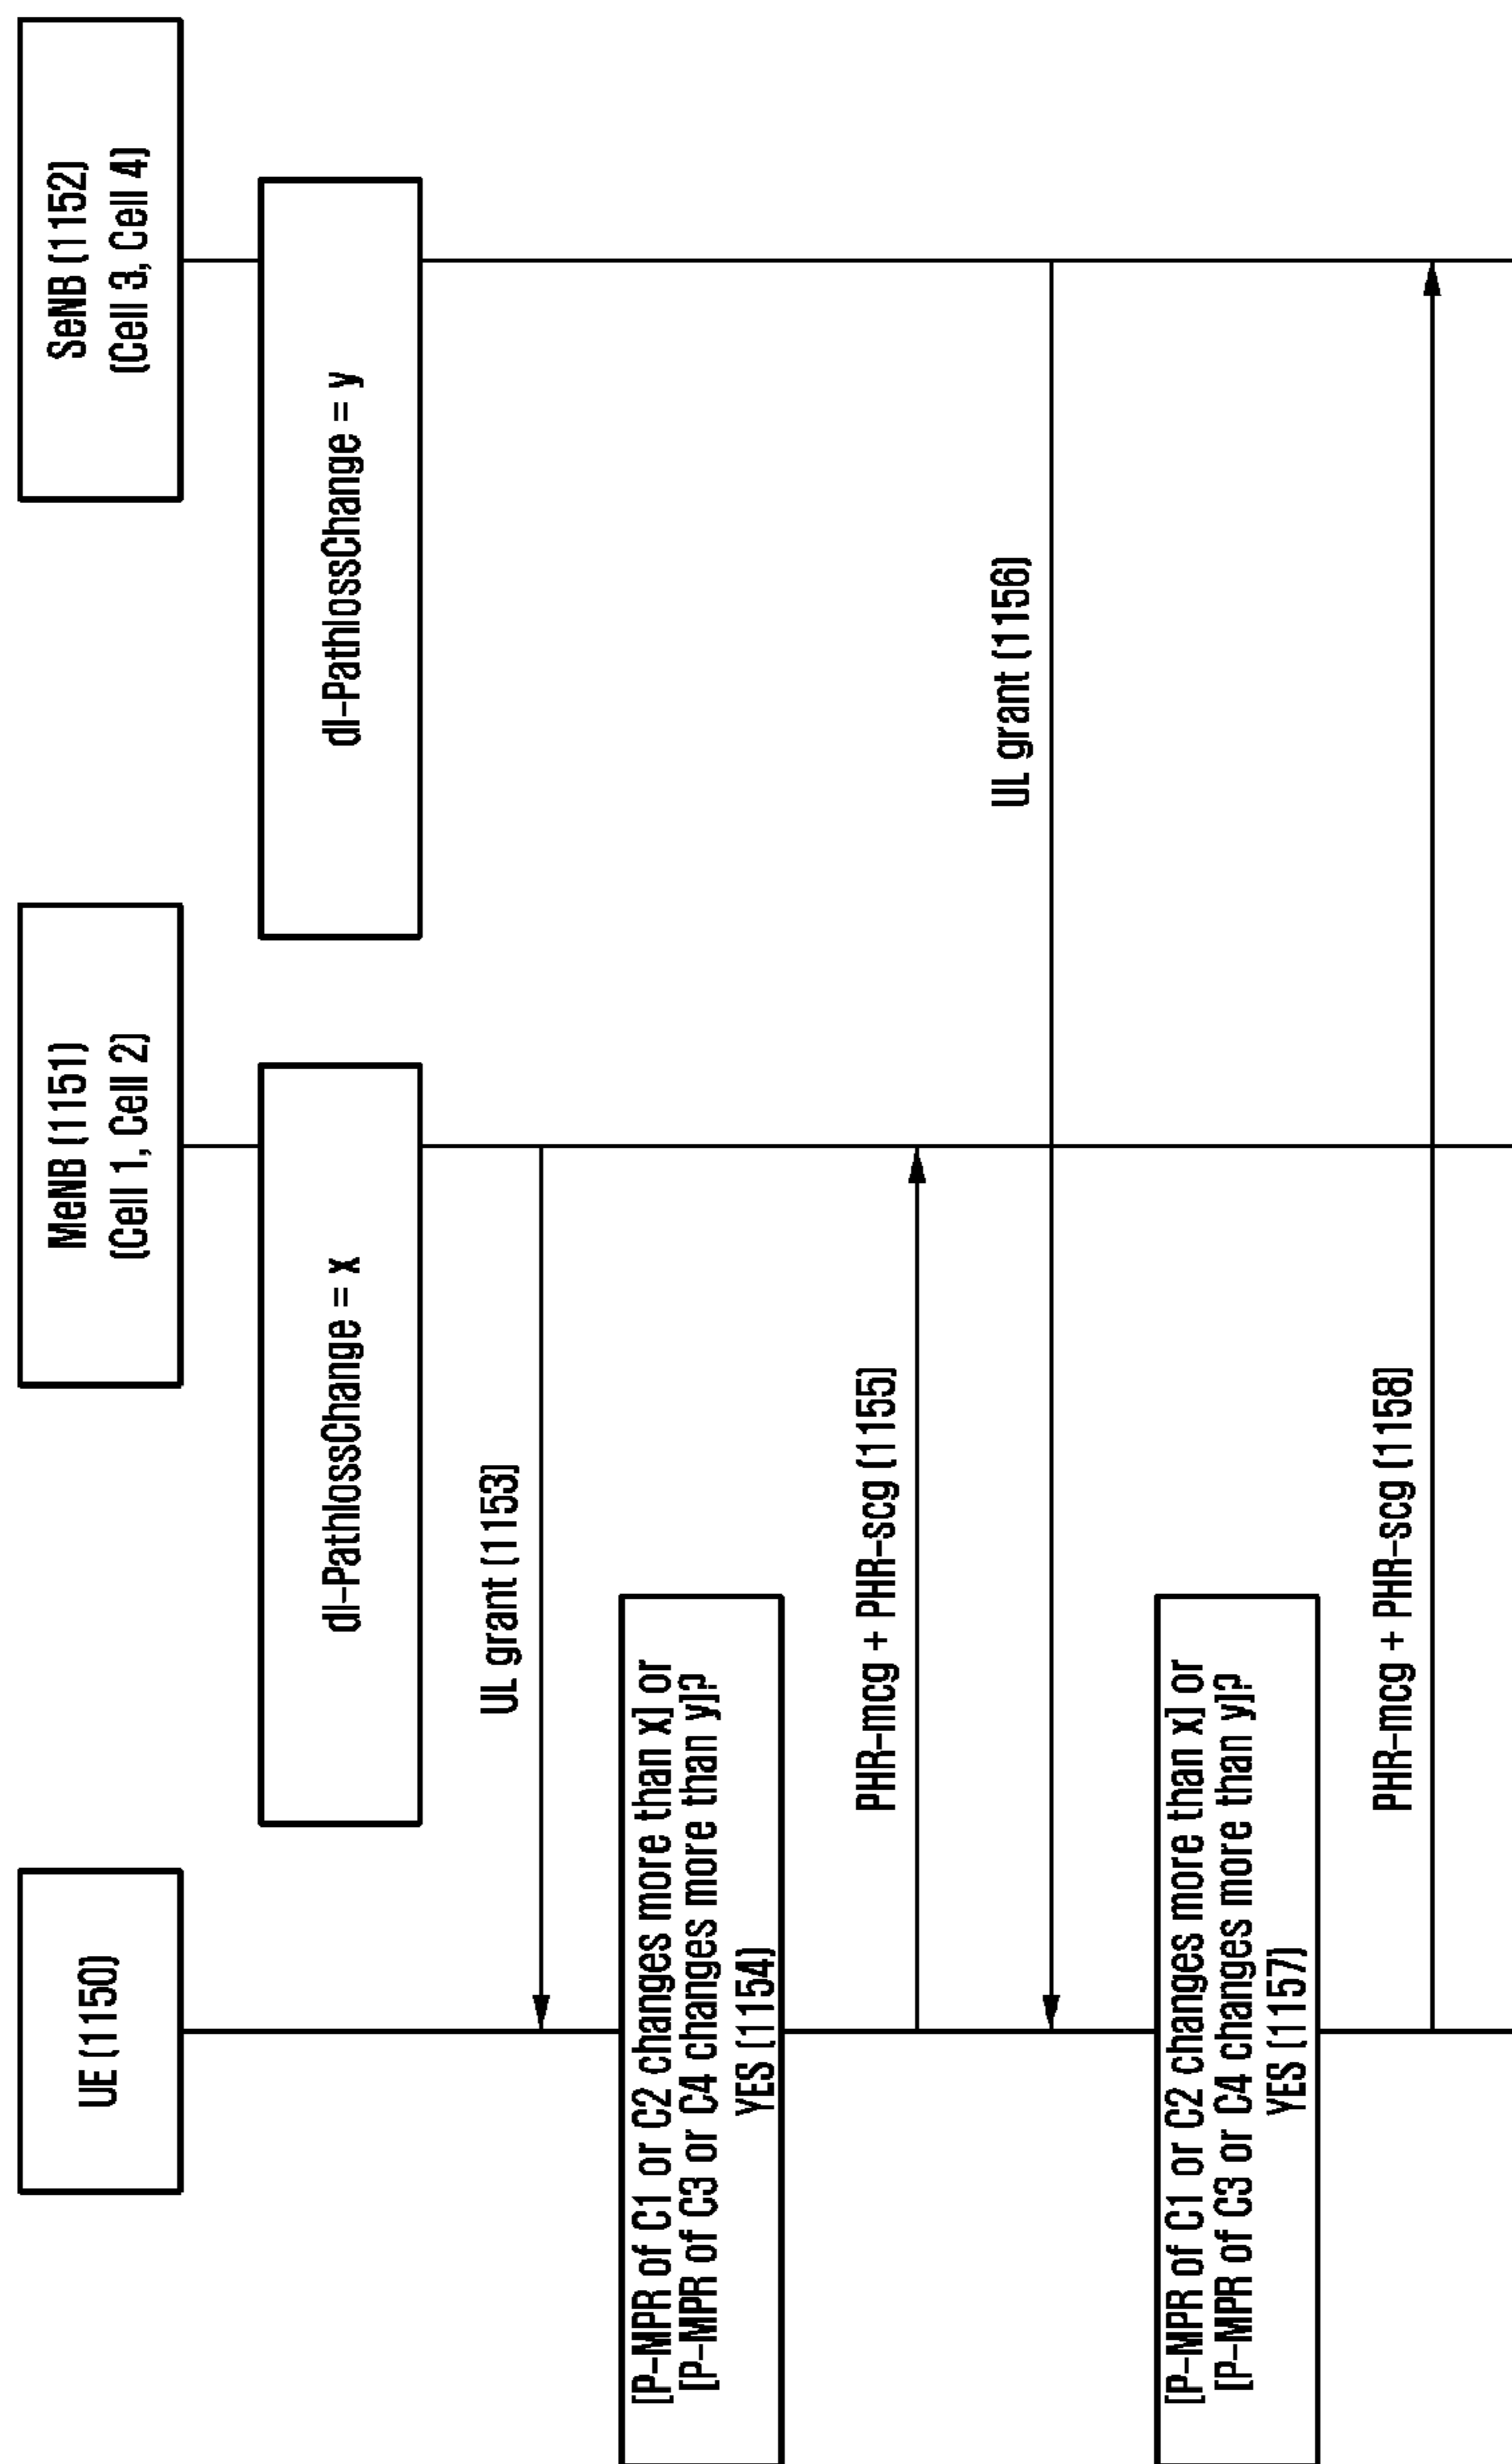 UE (1150)
MeNB (1151)
(Cell 1, Cell 2)
SeNB (1152)
(Cell 3, Cell 4)
dl-PathlossChange = x
dl-PathlossChange = y
UL grant (1153)
[P-MPR of C1 or C2 changes more than x] or
[P-MPR of C3 or C4 changes more than y]?
YES (1154)
PHR-mcg + PHR-scg (1155)
UL grant (1156)
[P-MPR of C1 or C2 changes more than x] or
[P-MPR of C3 or C4 changes more than y]?
YES (1157)
PHR-mcg + PHR-scg (1158)